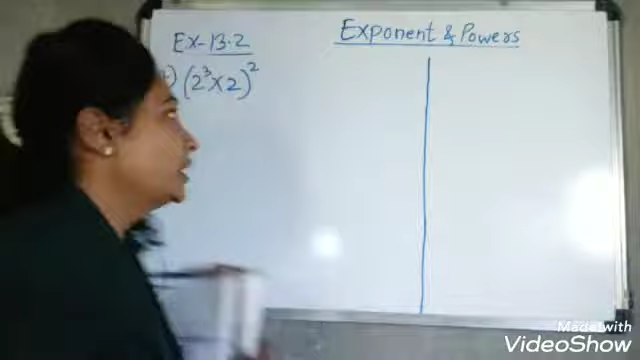 Exponent & Powers
Ex-13.2
) (2³×2)²
Made with
VideoShow